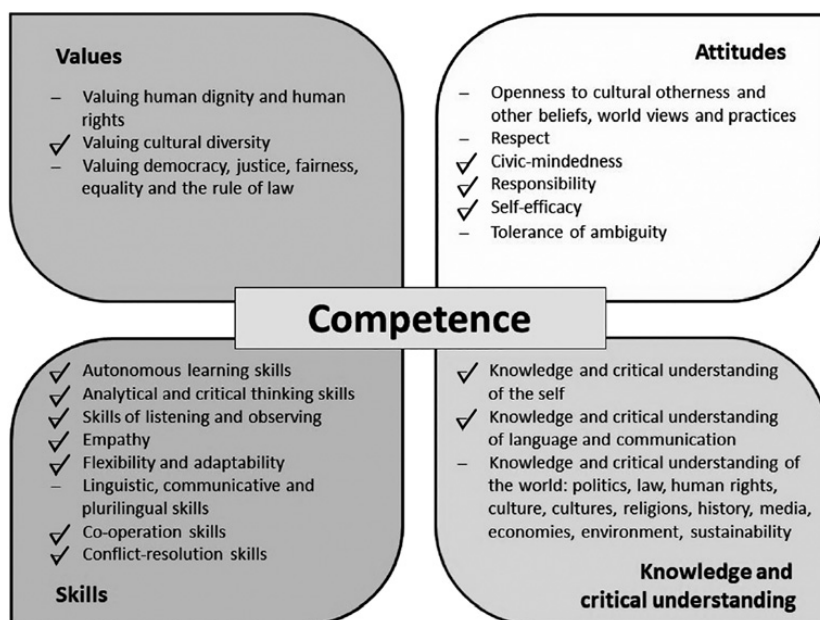 Values
– Valuing human dignity and human
rights
✓ Valuing cultural diversity
– Valuing democracy, justice, fairness,
equality and the rule of law
Attitudes
– Openness to cultural otherness and
other beliefs, world views and practices
– Respect
✓ Civic-mindedness
✓ Responsibility
✓ Self-efficacy
– Tolerance of ambiguity
Competence
✓ Autonomous learning skills
✓ Analytical and critical thinking skills
✓ Skills of listening and observing
✓ Empathy
✓ Flexibility and adaptability
– Linguistic, communicative and
plurilingual skills
✓ Co-operation skills
✓ Conflict-resolution skills
Skills
✓ Knowledge and critical understanding
of the self
✓ Knowledge and critical understanding
of language and communication
– Knowledge and critical understanding of
the world: politics, law, human rights,
culture, cultures, religions, history, media,
economies, environment, sustainability
Knowledge and
critical understanding